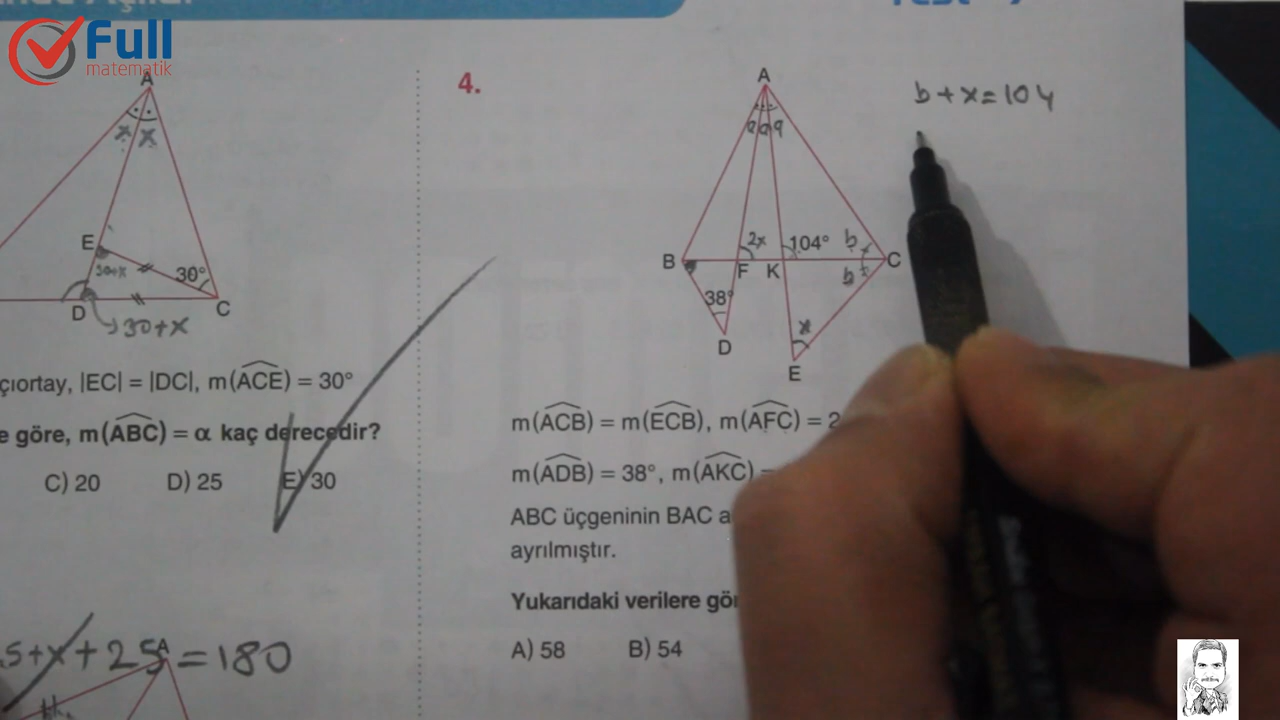 Full
matematik
A
x x
E
30+x
30°
D
C
30+x
çıortay, |EC| = |DC|, m(ACE) = 30°
e göre, m(ABC) = α kaç derecedir?
C) 20 D) 25 E) 30
+x+25=180
A
4.
A
b+x=104
a a a
2x 104° b
B F K C
b
38°
x
D
E
m(ACB) = m(ECB), m(AFC) = 2
m(ADB) = 38°, m(AKC) =
ABC üçgeninin BAC a
ayrılmıştır.
Yukarıdaki verilere gör
A) 58 B) 54